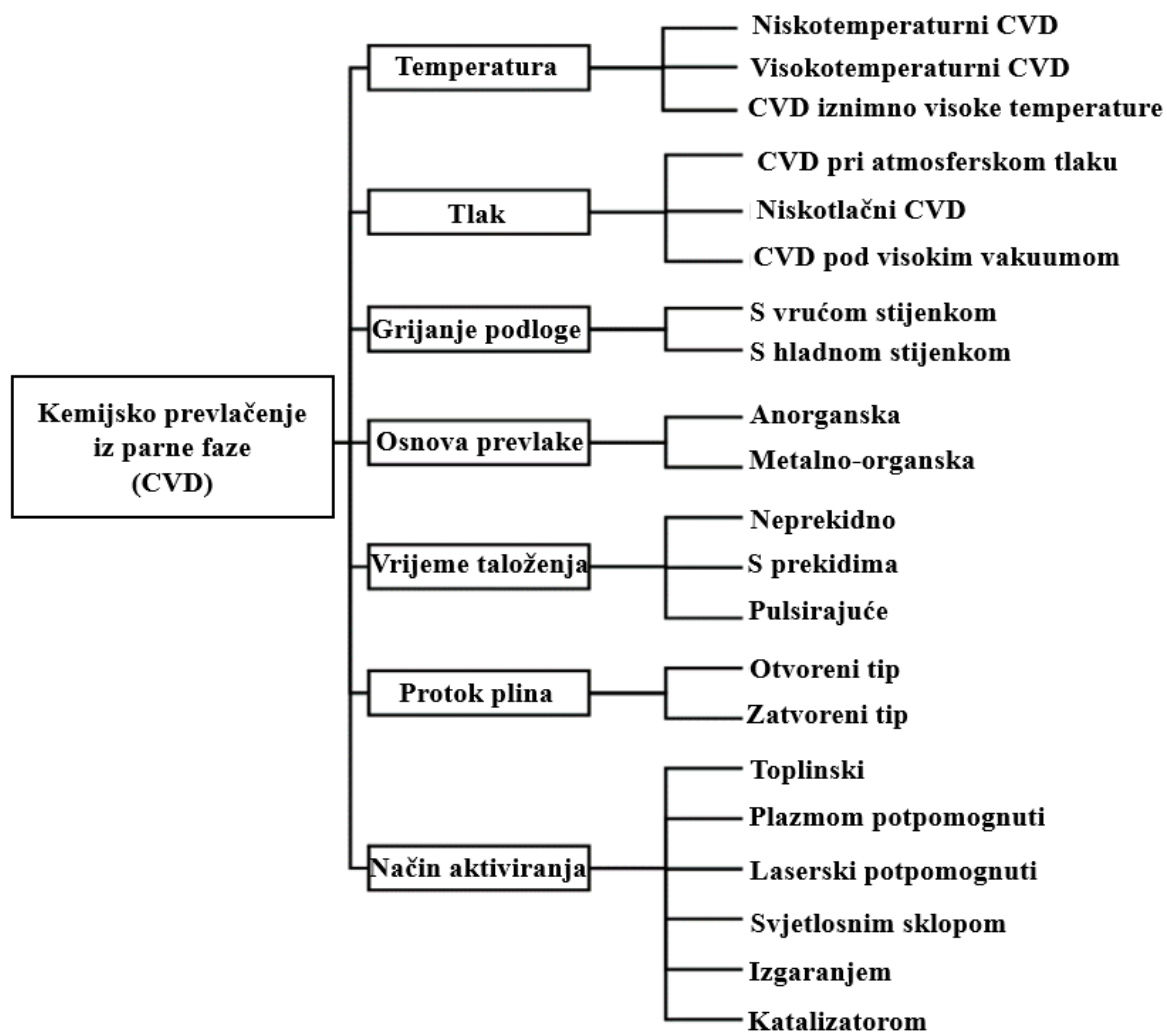 Kemijsko prevlačenje
iz parne faze
(CVD)
Temperatura
Niskotemperaturni CVD
Visokotemperaturni CVD
CVD iznimno visoke temperature
Tlak
CVD pri atmosferskom tlaku
Niskotlačni CVD
CVD pod visokim vakuumom
Grijanje podloge
S vrućom stijenkom
S hladnom stijenkom
Osnova prevlake
Anorganska
Metalno-organska
Vrijeme taloženja
Neprekidno
S prekidima
Pulsirajuće
Protok plina
Otvoreni tip
Zatvoreni tip
Način aktiviranja
Toplinski
Plazmom potpomognuti
Laserski potpomognuti
Svjetlosnim sklopom
Izgaranjem
Katalizatorom